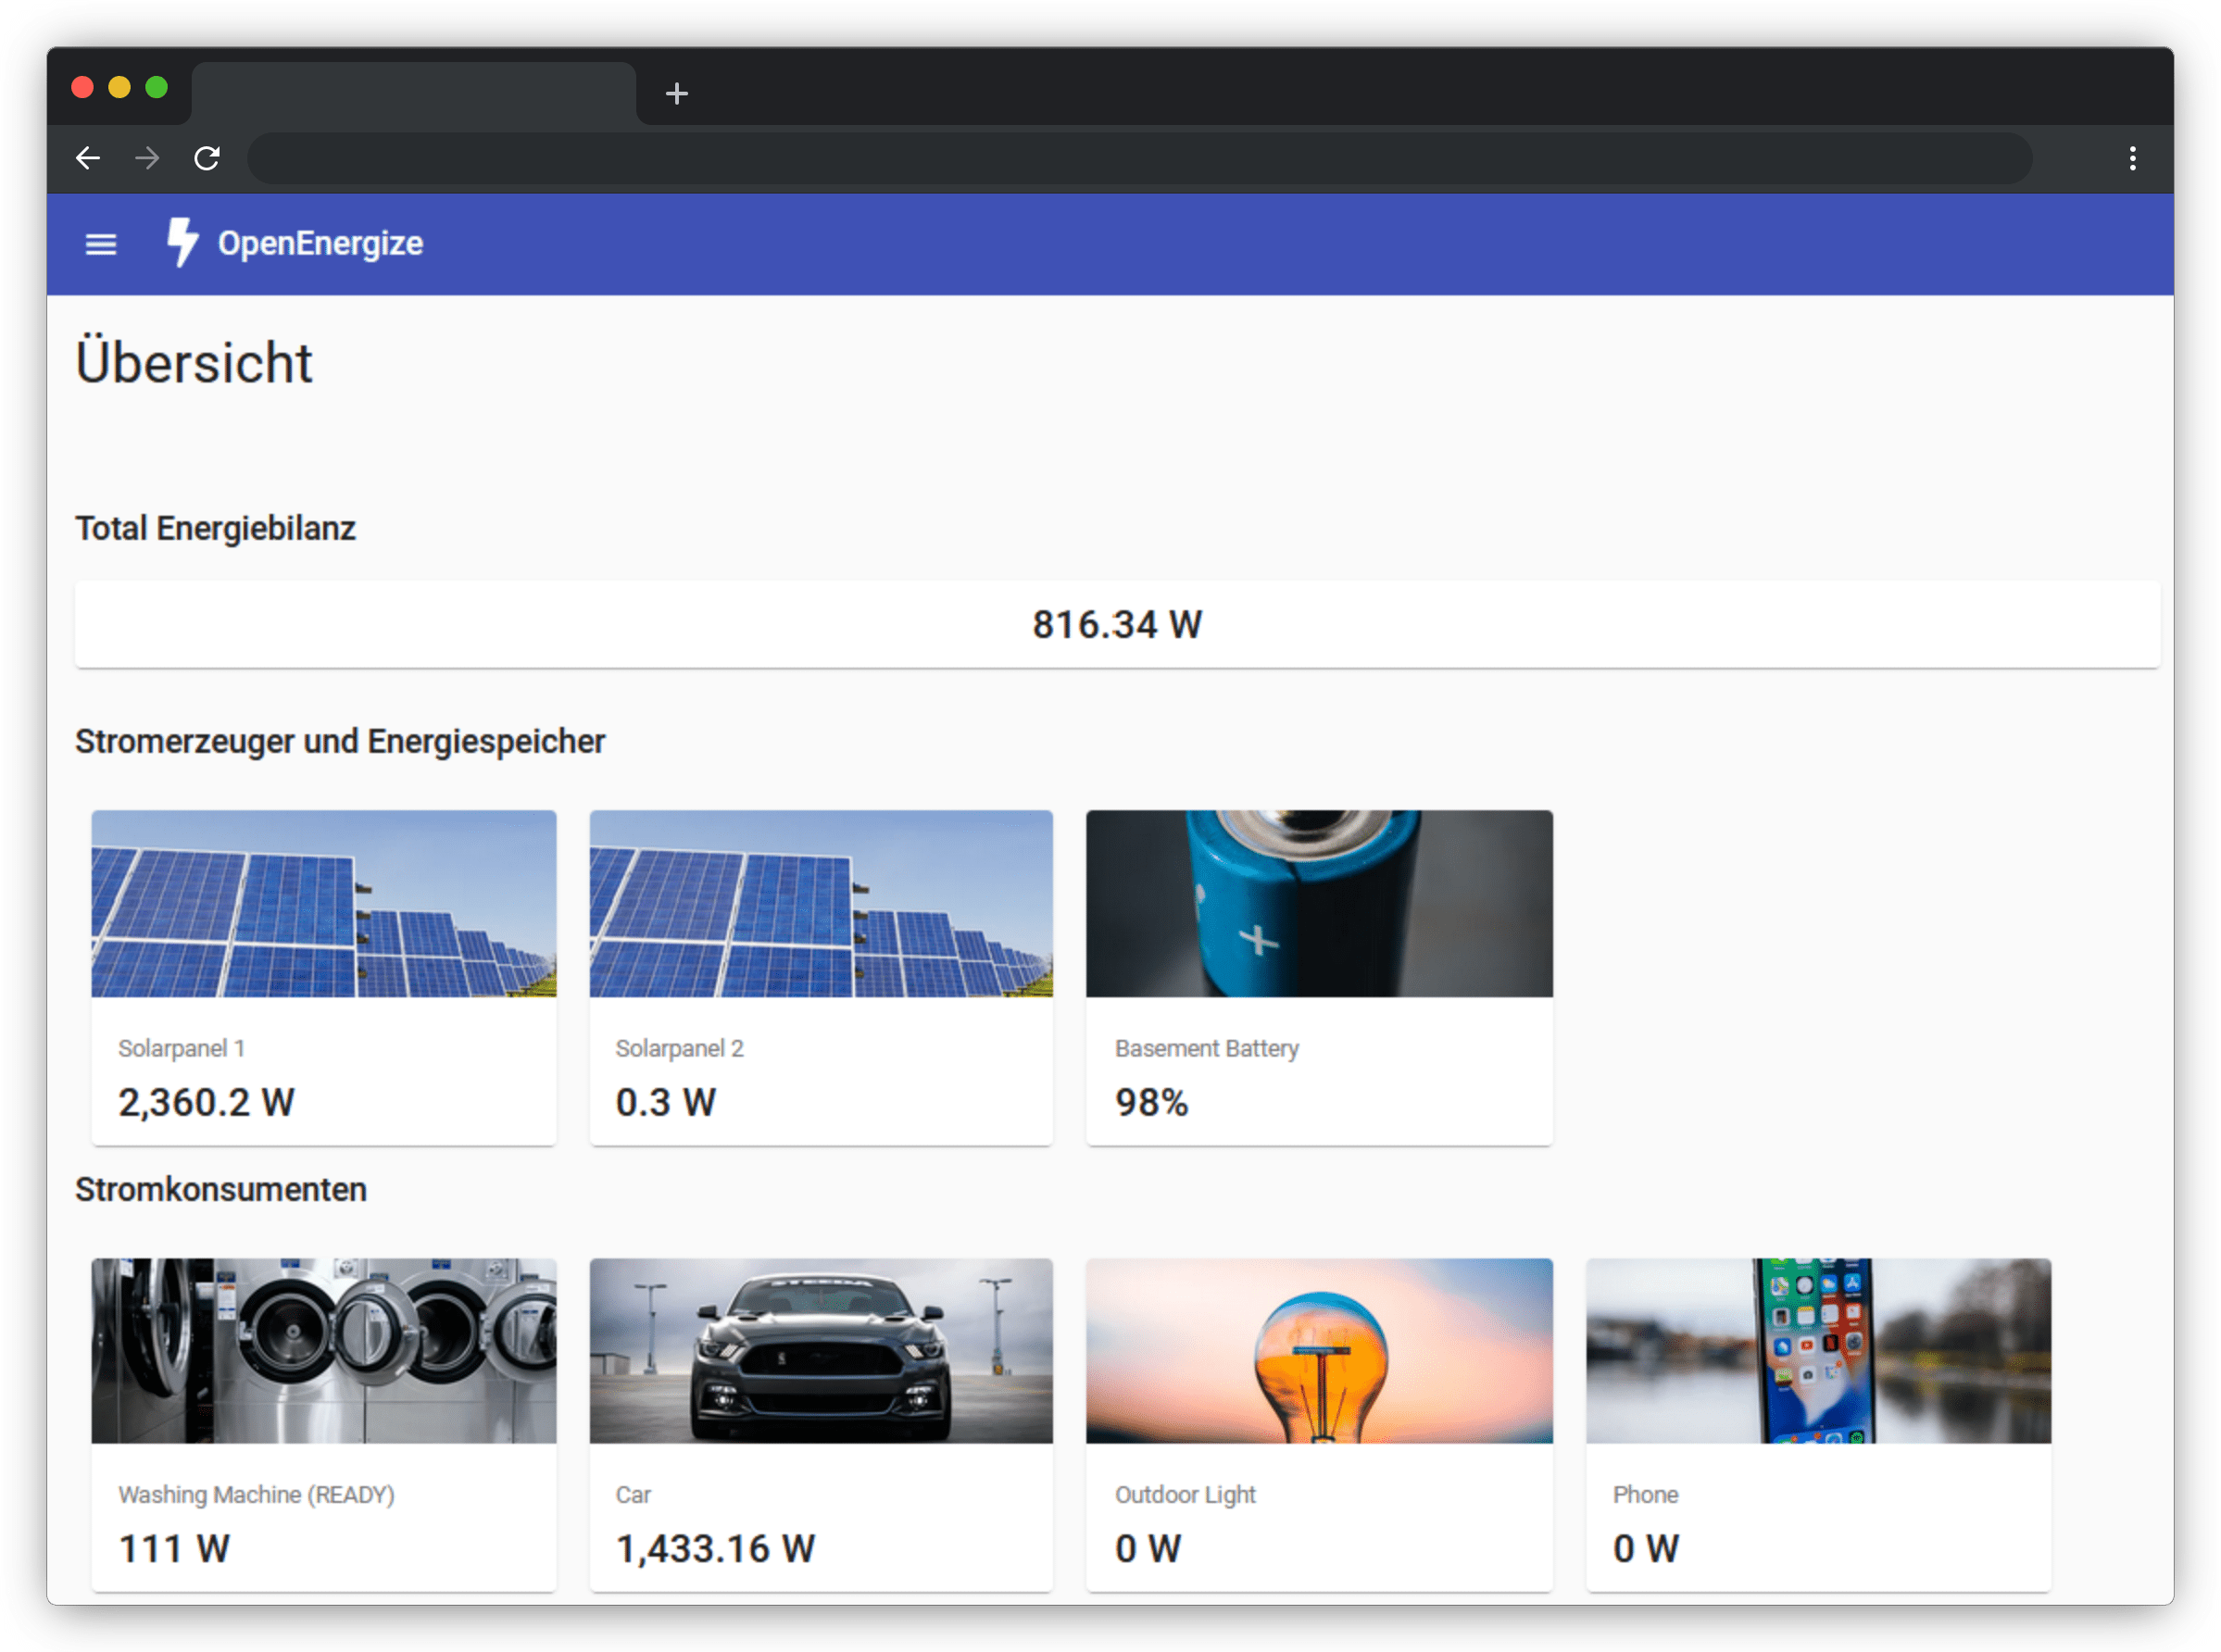 OpenEnergize
Übersicht
Total Energiebilanz
816.34 W
Stromerzeuger und Energiespeicher
Solarpanel 1
2,360.2 W
Solarpanel 2
0.3 W
Basement Battery
98%
Stromkonsumenten
STEEDA
Washing Machine (READY)
111 W
Car
1,433.16 W
Outdoor Light
0 W
Phone
0 W